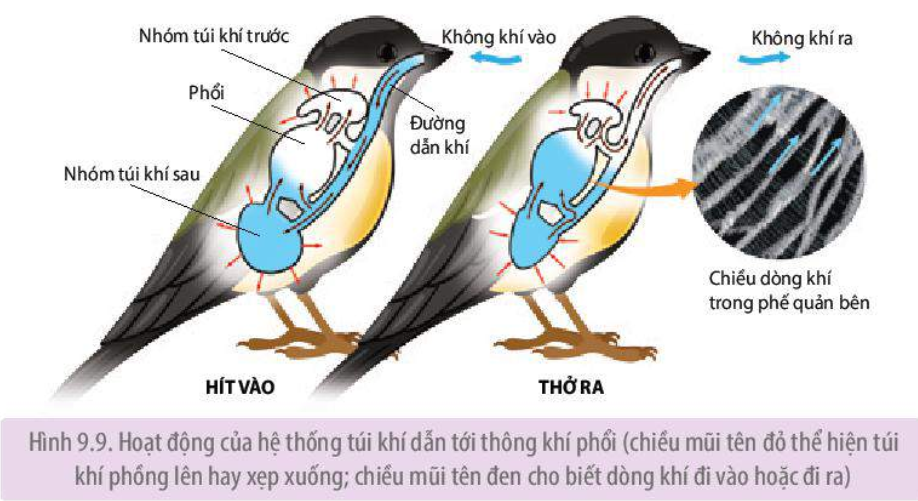 Nhóm túi khí trước
Không khí vào
Không khí ra
Phổi
Đường
dẫn khí
Nhóm túi khí sau
Chiều dòng khí
trong phế quản bên
HÍT VÀO
THỞ RA
Hình 9.9. Hoạt động của hệ thống túi khí dẫn tới thông khí phổi (chiều mũi tên đỏ thể hiện túi
khí phồng lên hay xẹp xuống; chiều mũi tên đen cho biết dòng khí đi vào hoặc đi ra)